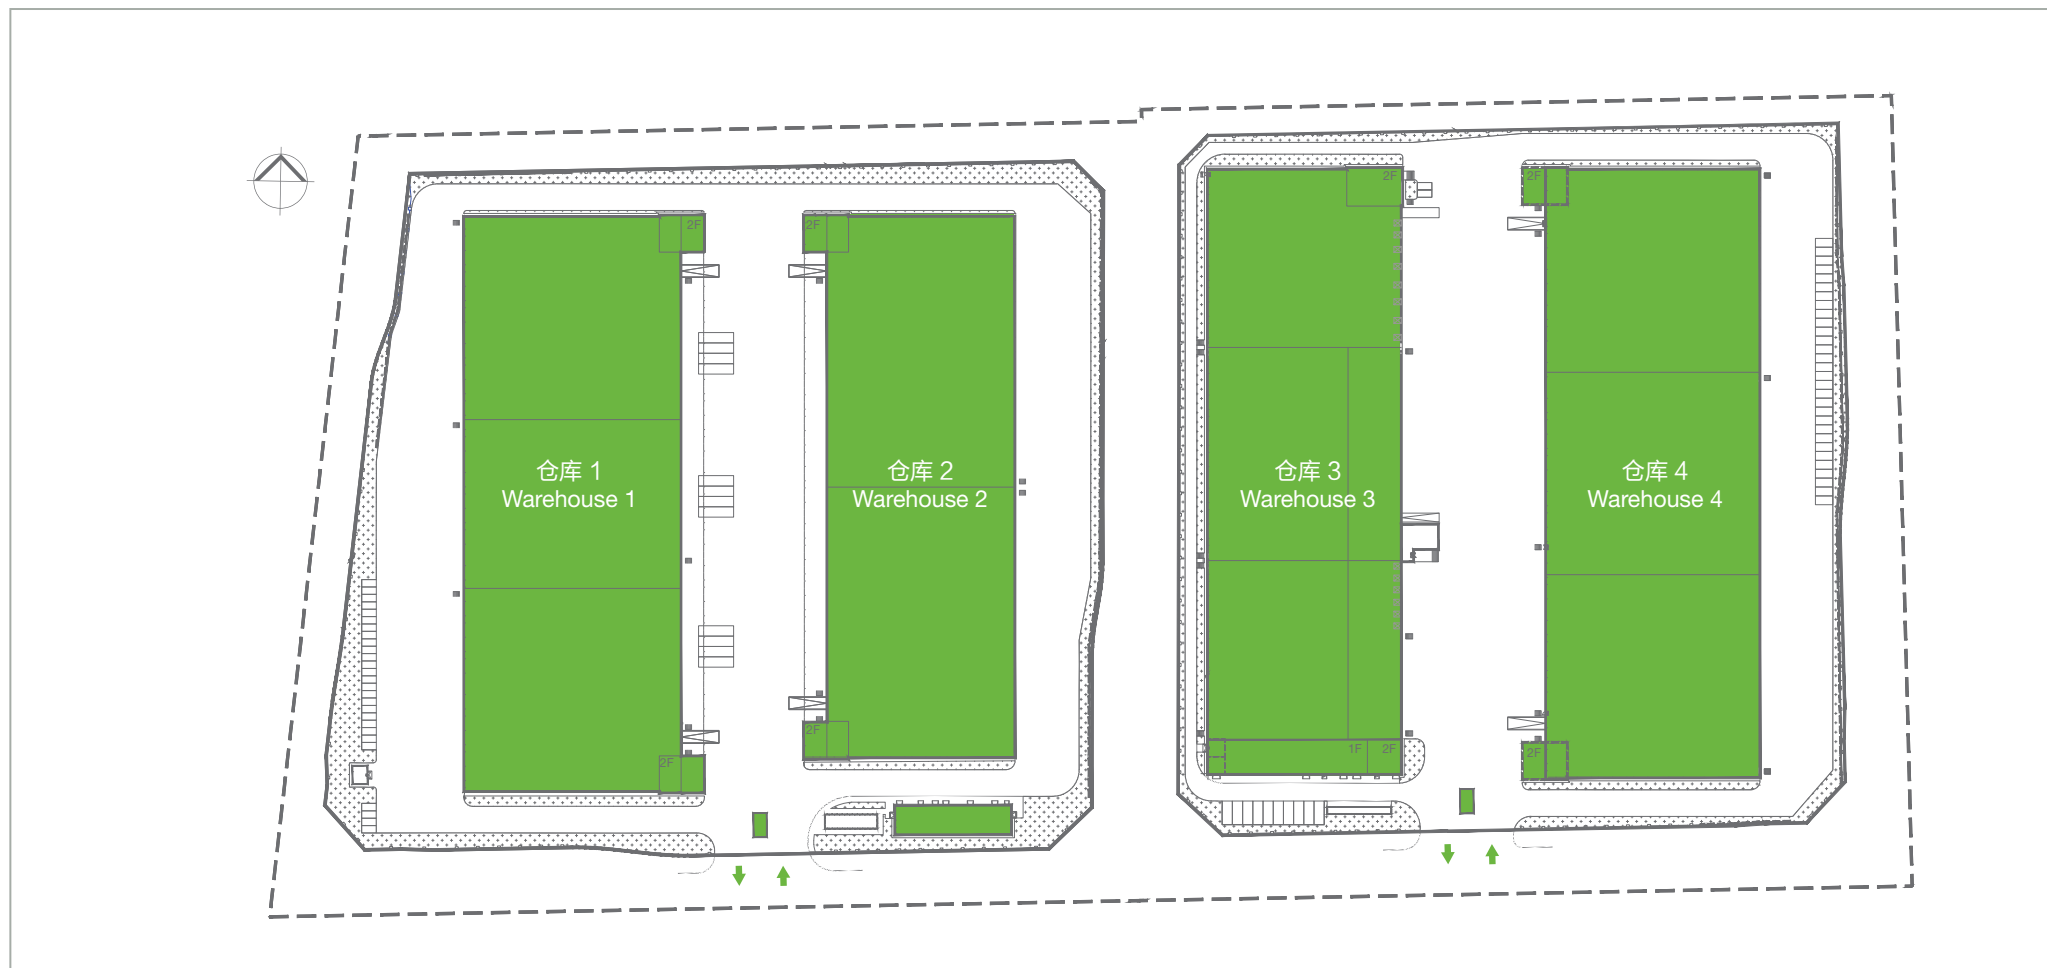 2F
2F
2F
2F
仓库 1
Warehouse 1
仓库 2
Warehouse 2
仓库 3
Warehouse 3
仓库 4
Warehouse 4
2F
2F
1F 2F
2F